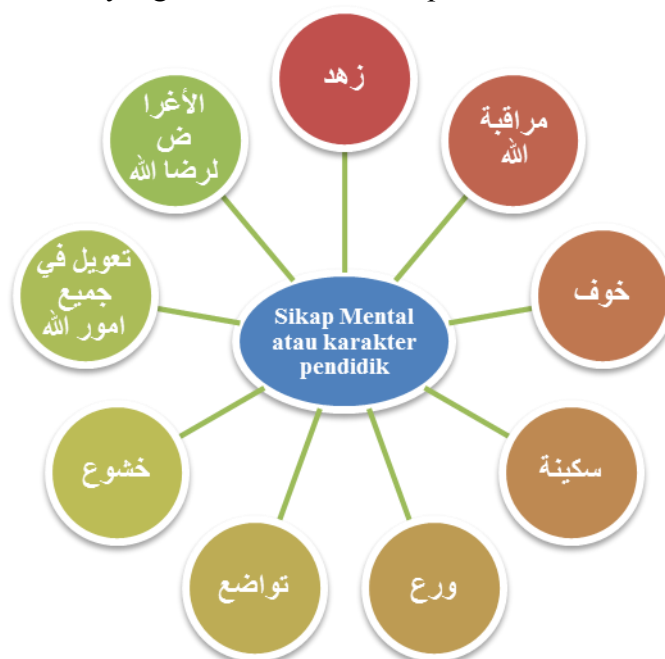 زهد
مراقبة
الله
خوف
سكينة
ورع
تواضع
خشوع
تعويل في
جميع
امور الله
الأغرا
ض
لرضا الله
Sikap Mental
atau karakter
pendidik